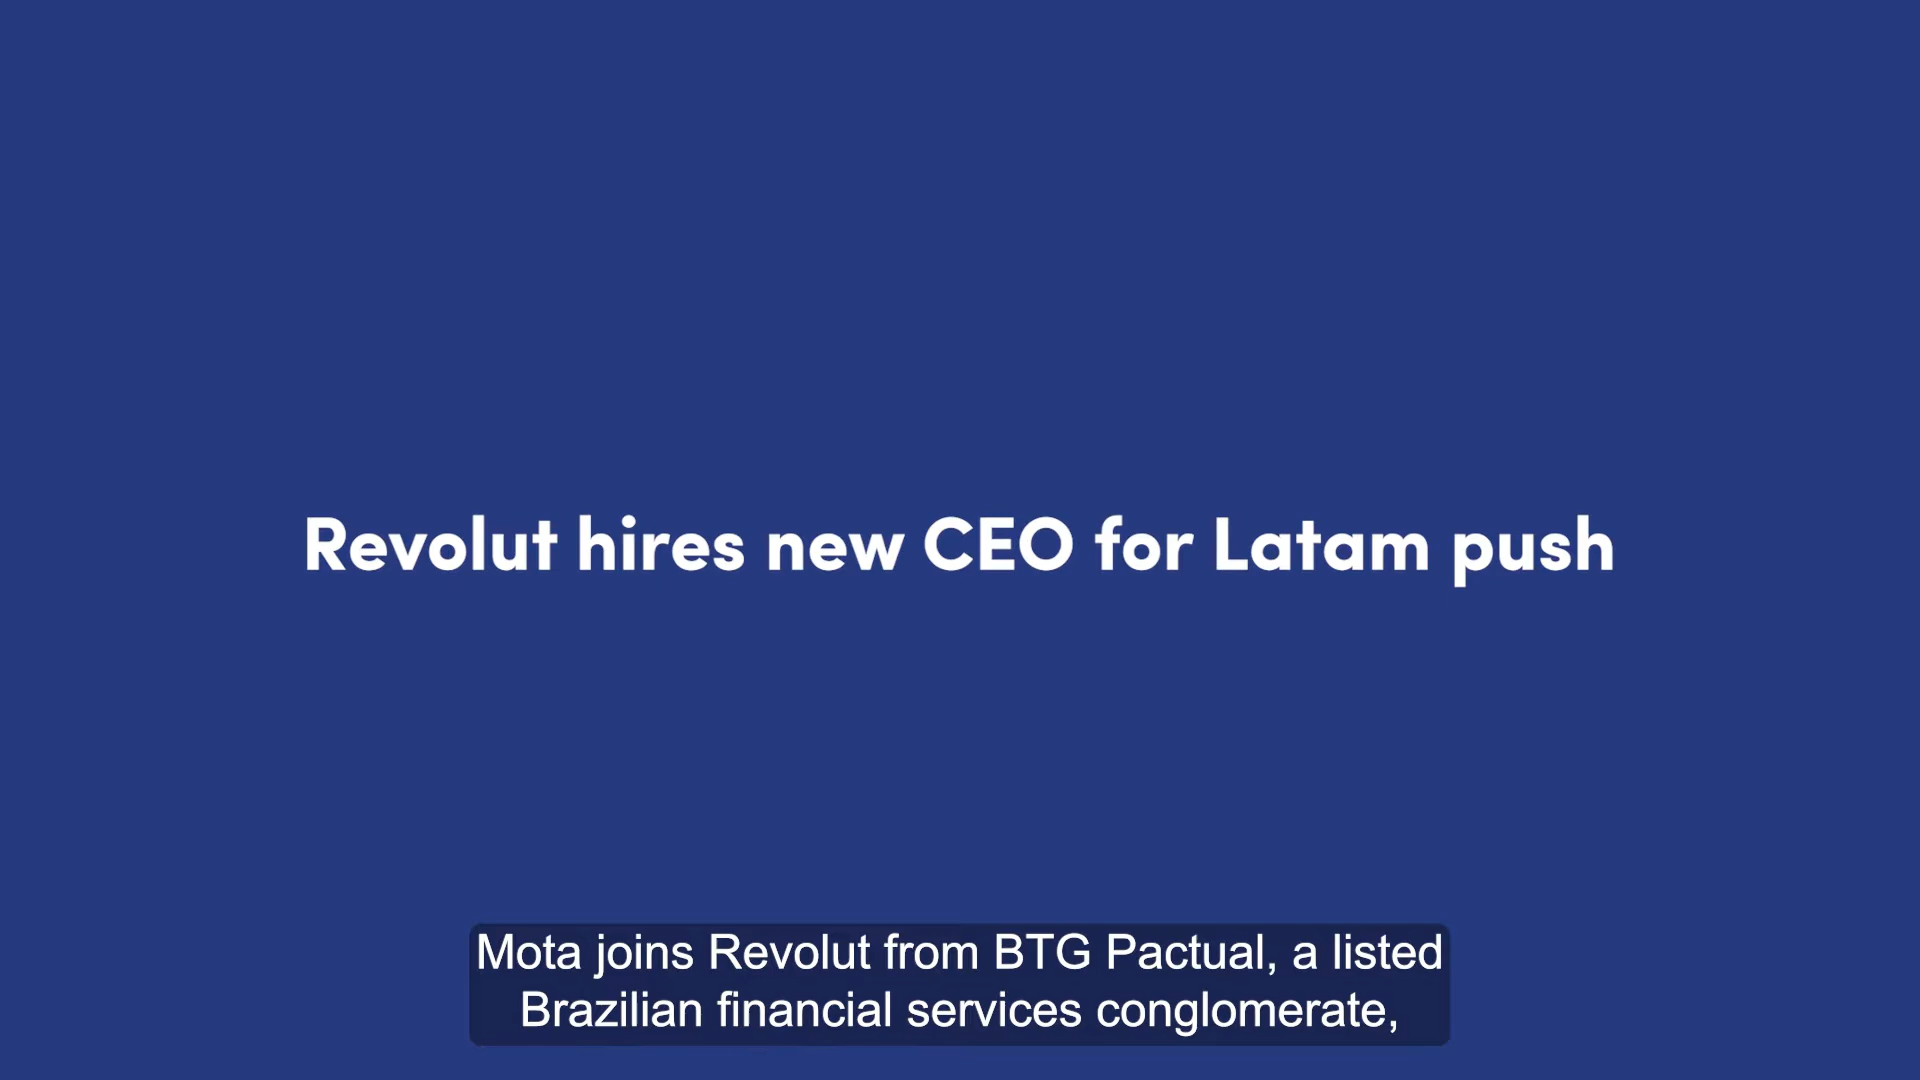 Revolut hires new CEO for Latam push
Mota joins Revolut from BTG Pactual, a listed
Brazilian financial services conglomerate,